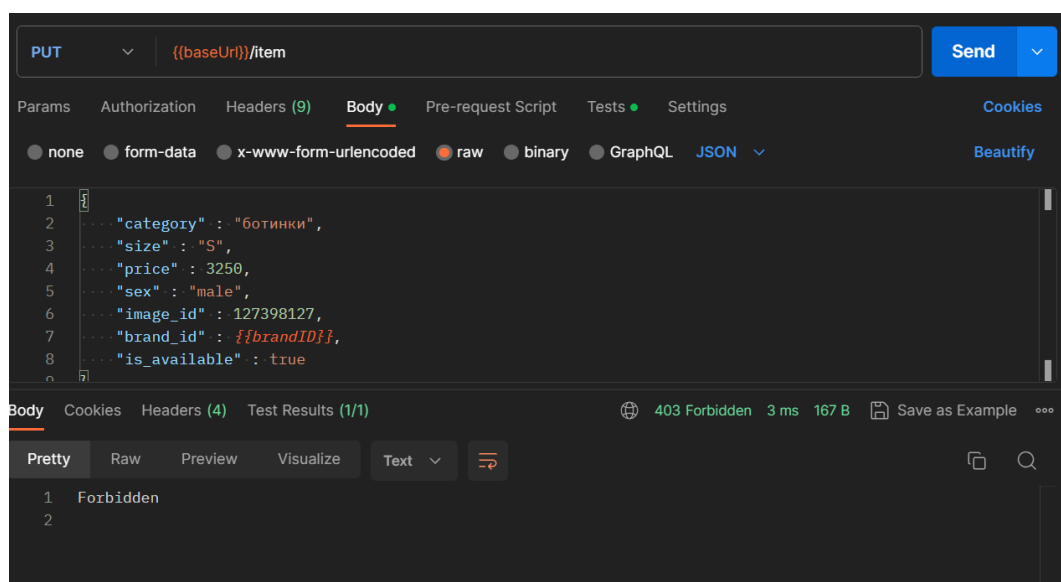 PUT {{baseUrl}}/item Send
Params Authorization Headers (9) Body Pre-request Script Tests Settings Cookies
none form-data x-www-form-urlencoded raw binary GraphQL JSON Beautify
1 {
2 "category" : "ботинки",
3 "size" : "S",
4 "price" : 3250,
5 "sex" : "male",
6 "image_id" : 127398127,
7 "brand_id" : {{brandID}},
8 "is_available" : true
9 }
Body Cookies Headers (4) Test Results (1/1) 403 Forbidden 3 ms 167 B Save as Example
Pretty Raw Preview Visualize Text
1 Forbidden
2